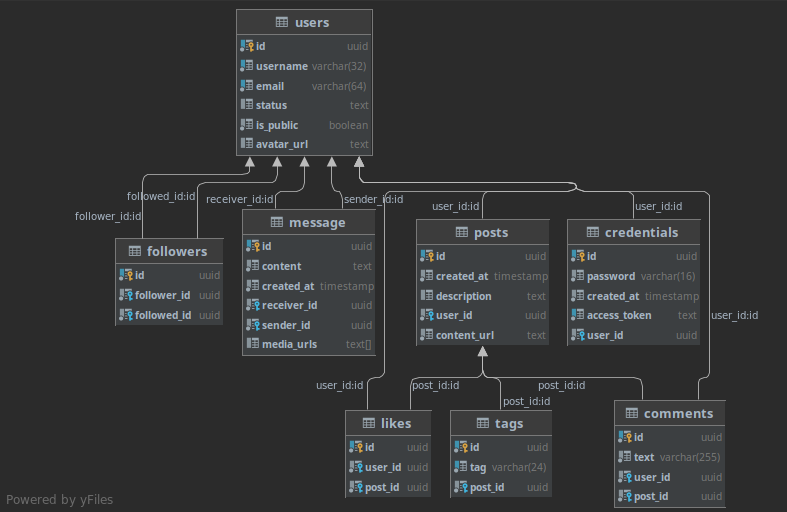 users
id uuid
username varchar(32)
email varchar(64)
status text
is_public boolean
avatar_url text
followed_id:id
follower_id:id
receiver_id:id
sender_id:id
user_id:id
user_id:id
followers
id uuid
follower_id uuid
followed_id uuid
message
id uuid
content text
created_at timestamp
receiver_id uuid
sender_id uuid
media_urls text[]
posts
id uuid
created_at timestamp
description text
user_id uuid
content_url text
credentials
id uuid
password varchar(16)
created_at timestamp
access_token text
user_id uuid
user_id:id
user_id:id
post_id:id
post_id:id
post_id:id
likes
id uuid
user_id uuid
post_id uuid
tags
id uuid
tag varchar(24)
post_id uuid
comments
id uuid
text varchar(255)
user_id uuid
post_id uuid
Powered by yFiles